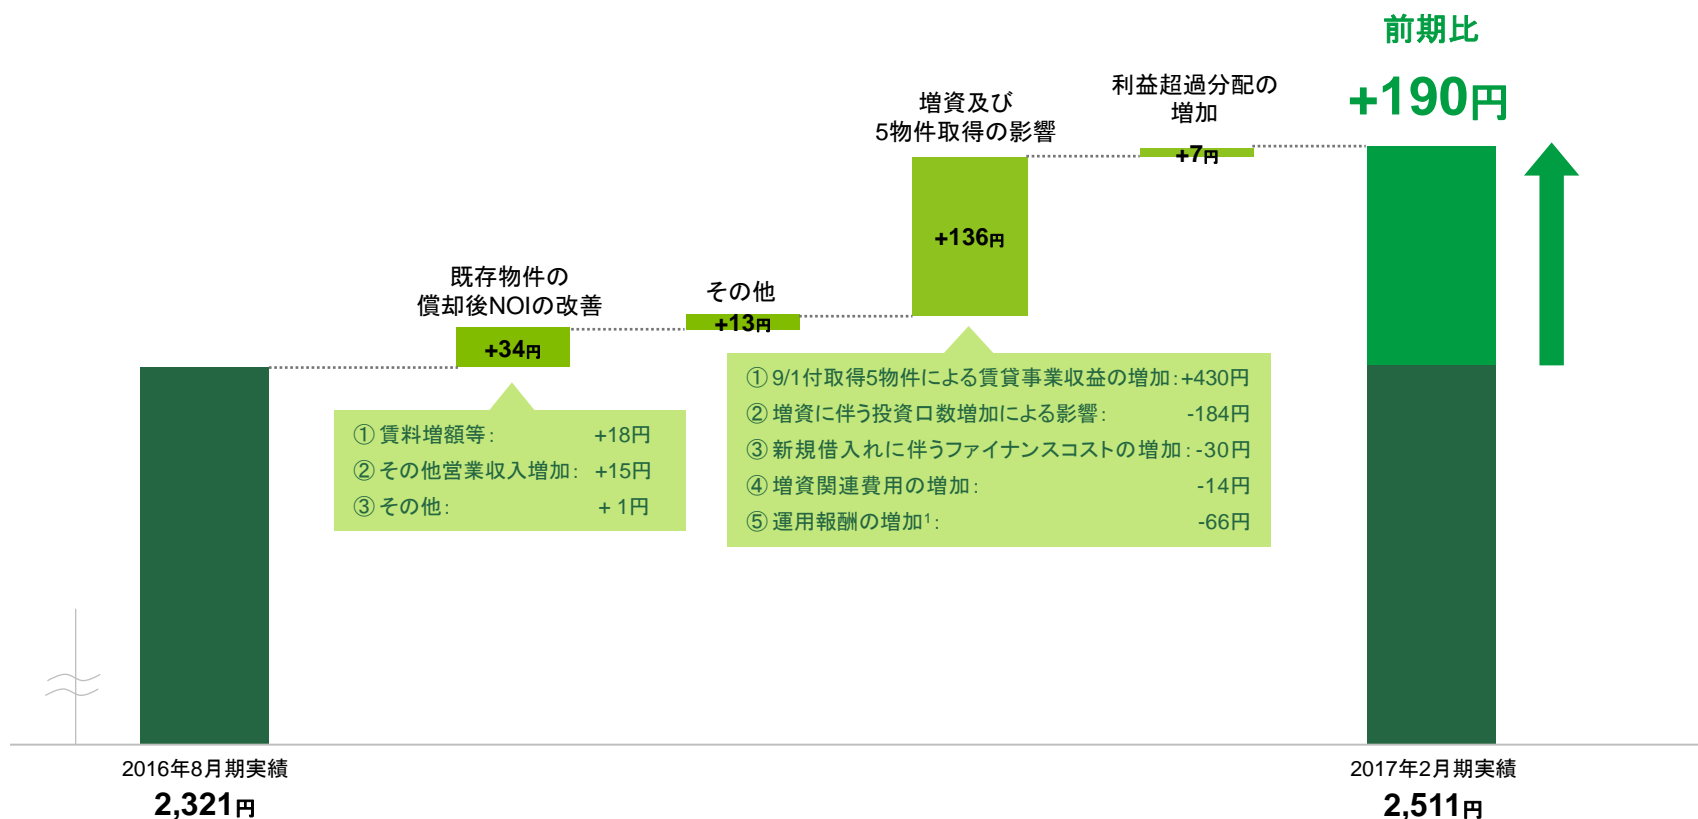 前期比
+190円
利益超過分配の
増加
+7円
増資及び
5物件取得の影響
+136円
既存物件の
償却後NOIの改善
+34円
その他
+13円
① 賃料増額等: +18円
② その他営業収入増加: +15円
③ その他: + 1円
① 9/1付取得5物件による賃貸事業収益の増加:+430円
② 増資に伴う投資口数増加による影響: -184円
③ 新規借入れに伴うファイナンスコストの増加:-30円
④ 増資関連費用の増加: -14円
⑤ 運用報酬の増加¹: -66円
2016年8月期実績
2,321円
2017年2月期実績
2,511円